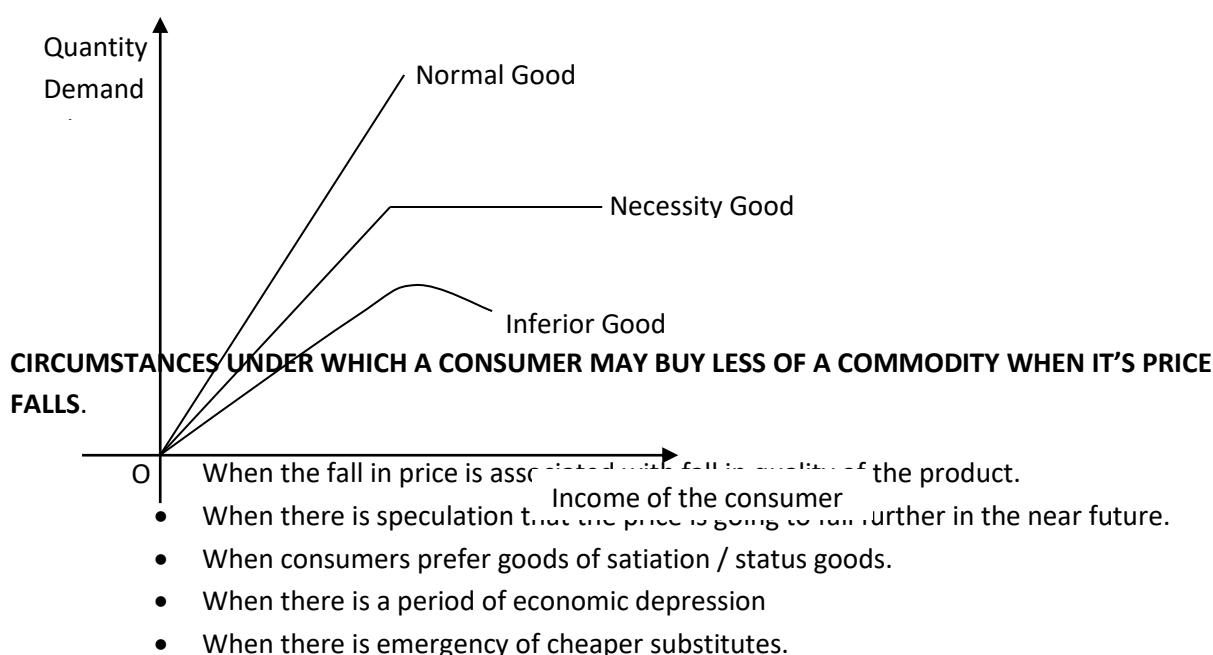 Quantity
Demand
Normal Good
Necessity Good
Inferior Good
CIRCUMSTANCES UNDER WHICH A CONSUMER MAY BUY LESS OF A COMMODITY WHEN IT'S PRICE
FALLS.
O
When the fall in price is associated with fall in quality of the product.
Income of the consumer
• When there is speculation that the price is going to fall further in the near future.
• When consumers prefer goods of satiation / status goods.
• When there is a period of economic depression
• When there is emergency of cheaper substitutes.